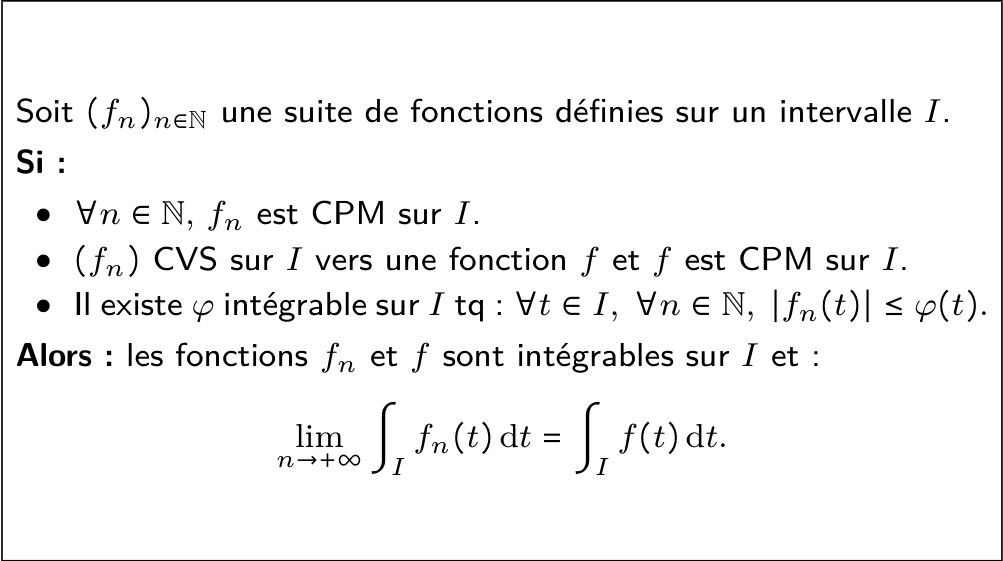 Soit $(f_n)_{n \in \mathbb{N}}$ une suite de fonctions définies sur un intervalle $I$.
Si :
• $\forall n \in \mathbb{N}, f_n$ est CPM sur $I$.
• $(f_n)$ CVS sur $I$ vers une fonction $f$ et $f$ est CPM sur $I$.
• Il existe $\varphi$ intégrable sur $I$ tq : $\forall t \in I, \ \forall n \in \mathbb{N}, \ |f_n(t)| \leq \varphi(t)$.
Alors : les fonctions $f_n$ et $f$ sont intégrables sur $I$ et :
$\lim_{n \to +\infty} \int_I f_n(t) \, \mathrm{d}t = \int_I f(t) \, \mathrm{d}t.$